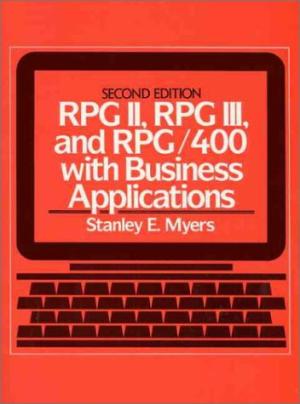 SECOND EDITION
RPG II, RPG III,
and RPG/400
with Business
Applications
Stanley E. Myers